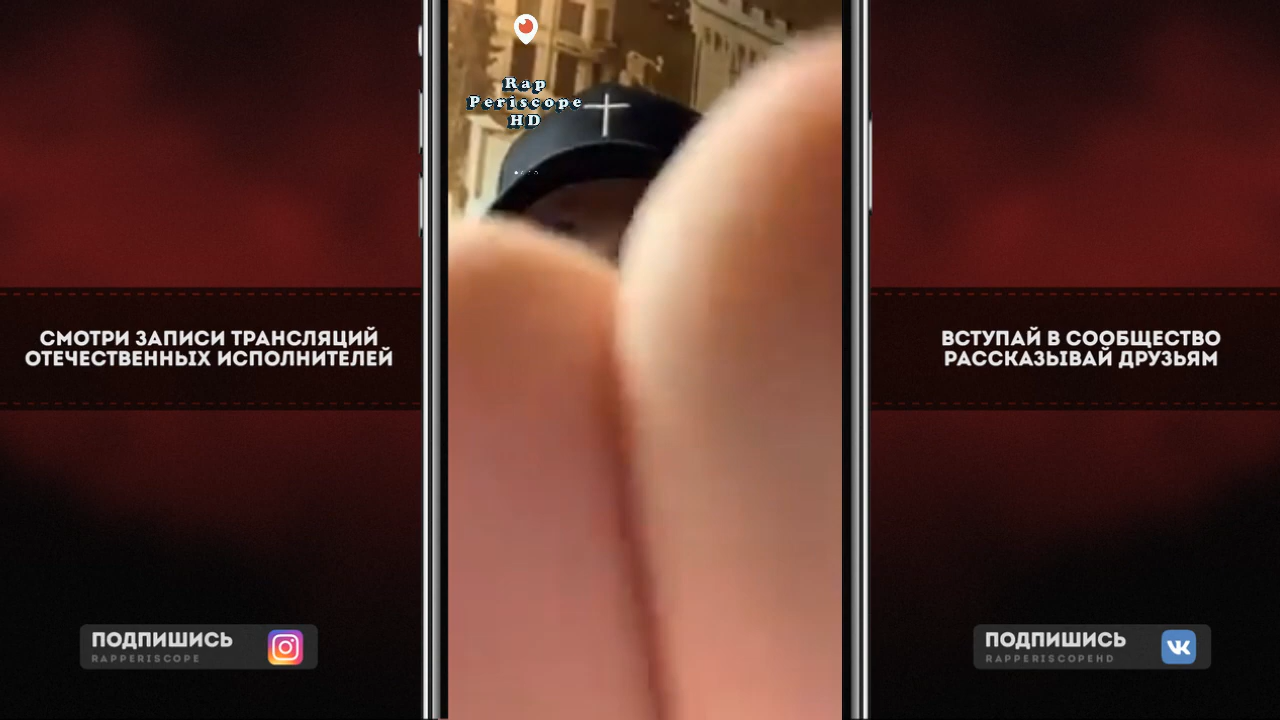 Rap
Periscope
HD
СМОТРИ ЗАПИСИ ТРАНСЛЯЦИЙ
ОТЕЧЕСТВЕННЫХ ИСПОЛНИТЕЛЕЙ
ВСТУПАЙ В СООБЩЕСТВО
РАССКАЗЫВАЙ ДРУЗЬЯМ
ПОДПИШИСЬ
RAPPERISCOPE
ПОДПИШИСЬ
RAPPERISCOPEHD